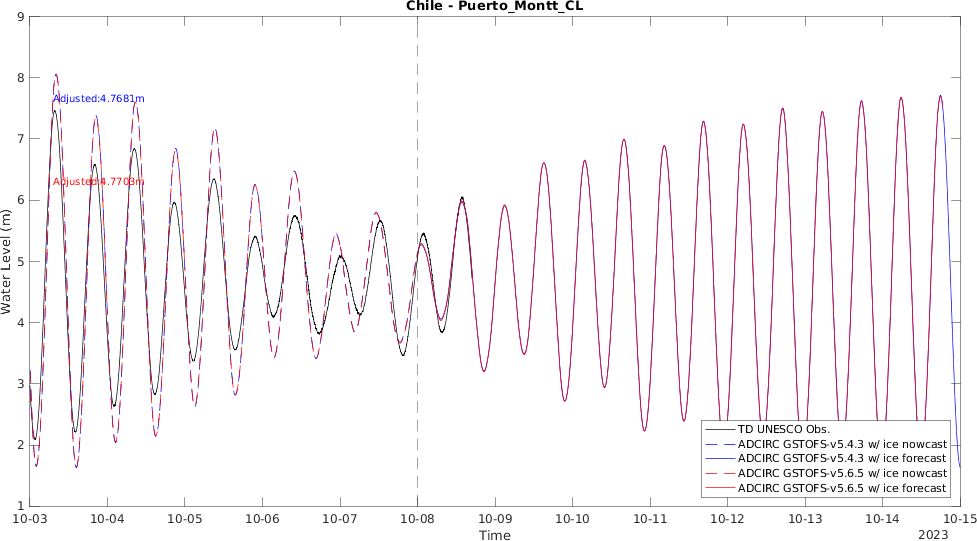 Chile - Puerto_Montt_CL
9
8
7
6
5
4
3
2
1
Water Level (m)
Adjusted:4.7681m
Adjusted:4.7703m
TD UNESCO Obs.
ADCIRC GSTOFS-v5.4.3 w/ ice nowcast
ADCIRC GSTOFS-v5.4.3 w/ ice forecast
ADCIRC GSTOFS-v5.6.5 w/ ice nowcast
ADCIRC GSTOFS-v5.6.5 w/ ice forecast
10-03 10-04 10-05 10-06 10-07 10-08 10-09 10-10 10-11 10-12 10-13 10-14 10-15
Time
2023